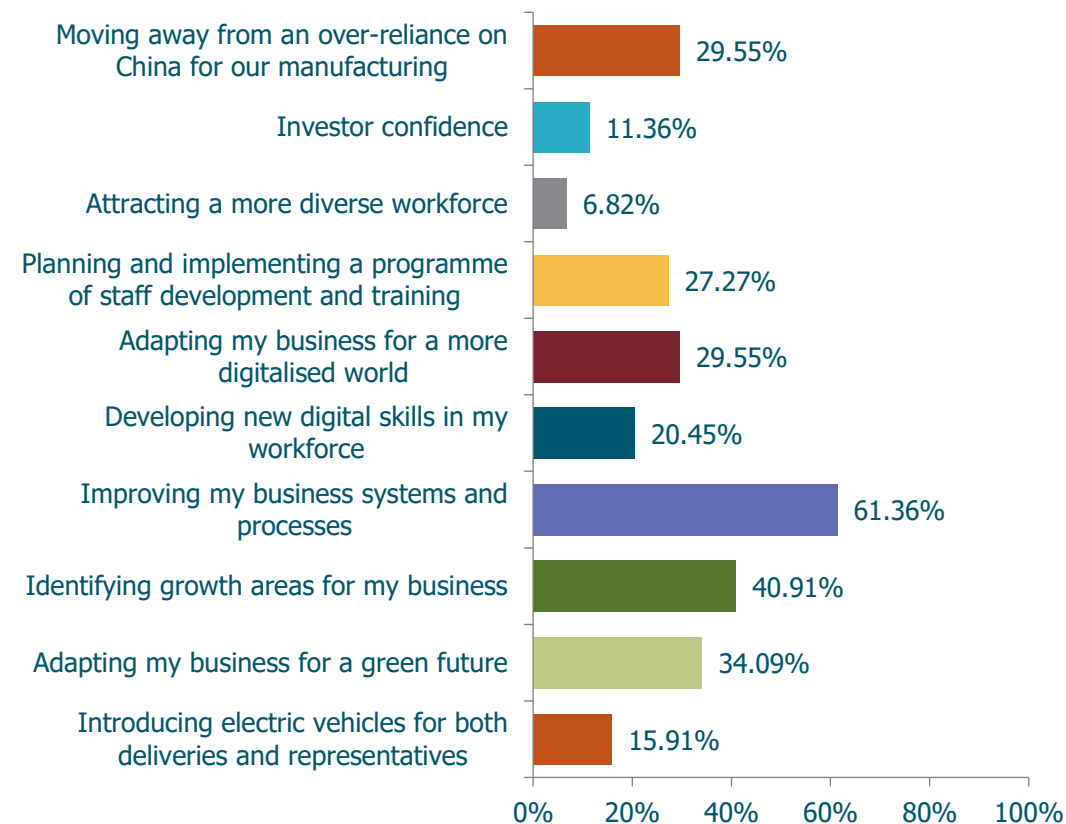 Moving away from an over-reliance on
China for our manufacturing
29.55%
Investor confidence
11.36%
Attracting a more diverse workforce
6.82%
Planning and implementing a programme
of staff development and training
27.27%
Adapting my business for a more
digitalised world
29.55%
Developing new digital skills in my
workforce
20.45%
Improving my business systems and
processes
61.36%
Identifying growth areas for my business
40.91%
Adapting my business for a green future
34.09%
Introducing electric vehicles for both
deliveries and representatives
15.91%
0% 20% 40% 60% 80% 100%